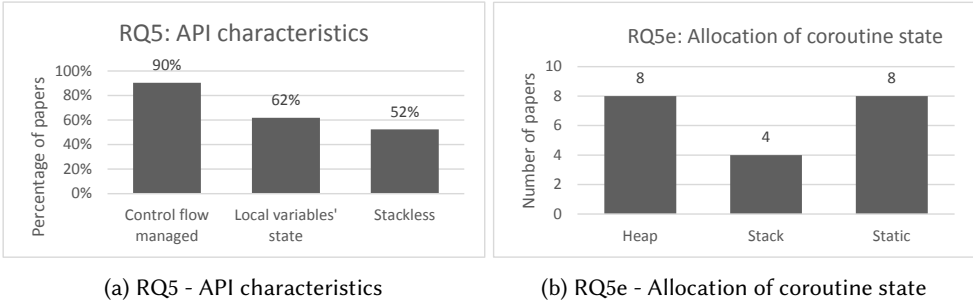 RQ5: API characteristics
Percentage of papers
100%
80%
60%
40%
20%
0%
90%
62%
52%
Control flow
managed
Local variables'
state
Stackless
(a) RQ5 - API characteristics
RQ5e: Allocation of coroutine state
Number of papers
10
8
6
4
2
0
8
4
8
Heap
Stack
Static
(b) RQ5e - Allocation of coroutine state